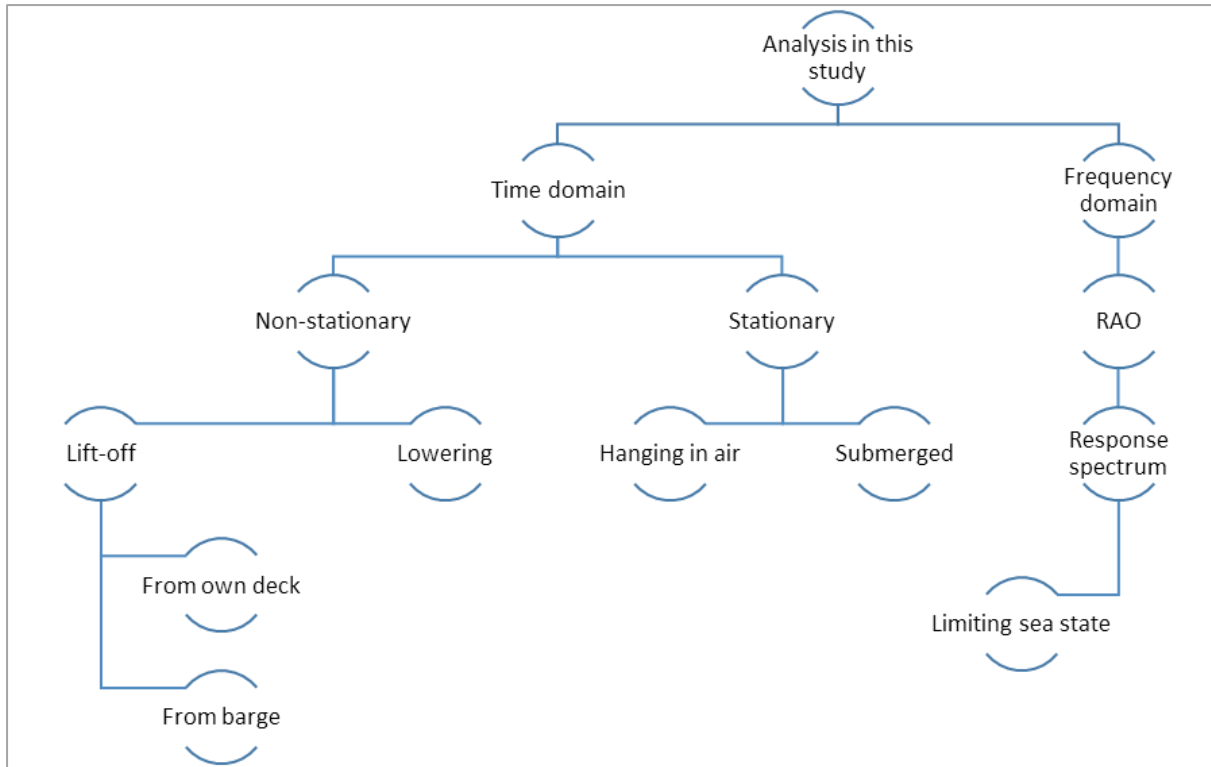 Analysis in this
study
Time domain
Frequency
domain
Non-stationary
Stationary
RAO
Lift-off
Lowering
Hanging in air
Submerged
Response
spectrum
From own deck
Limiting sea state
From barge